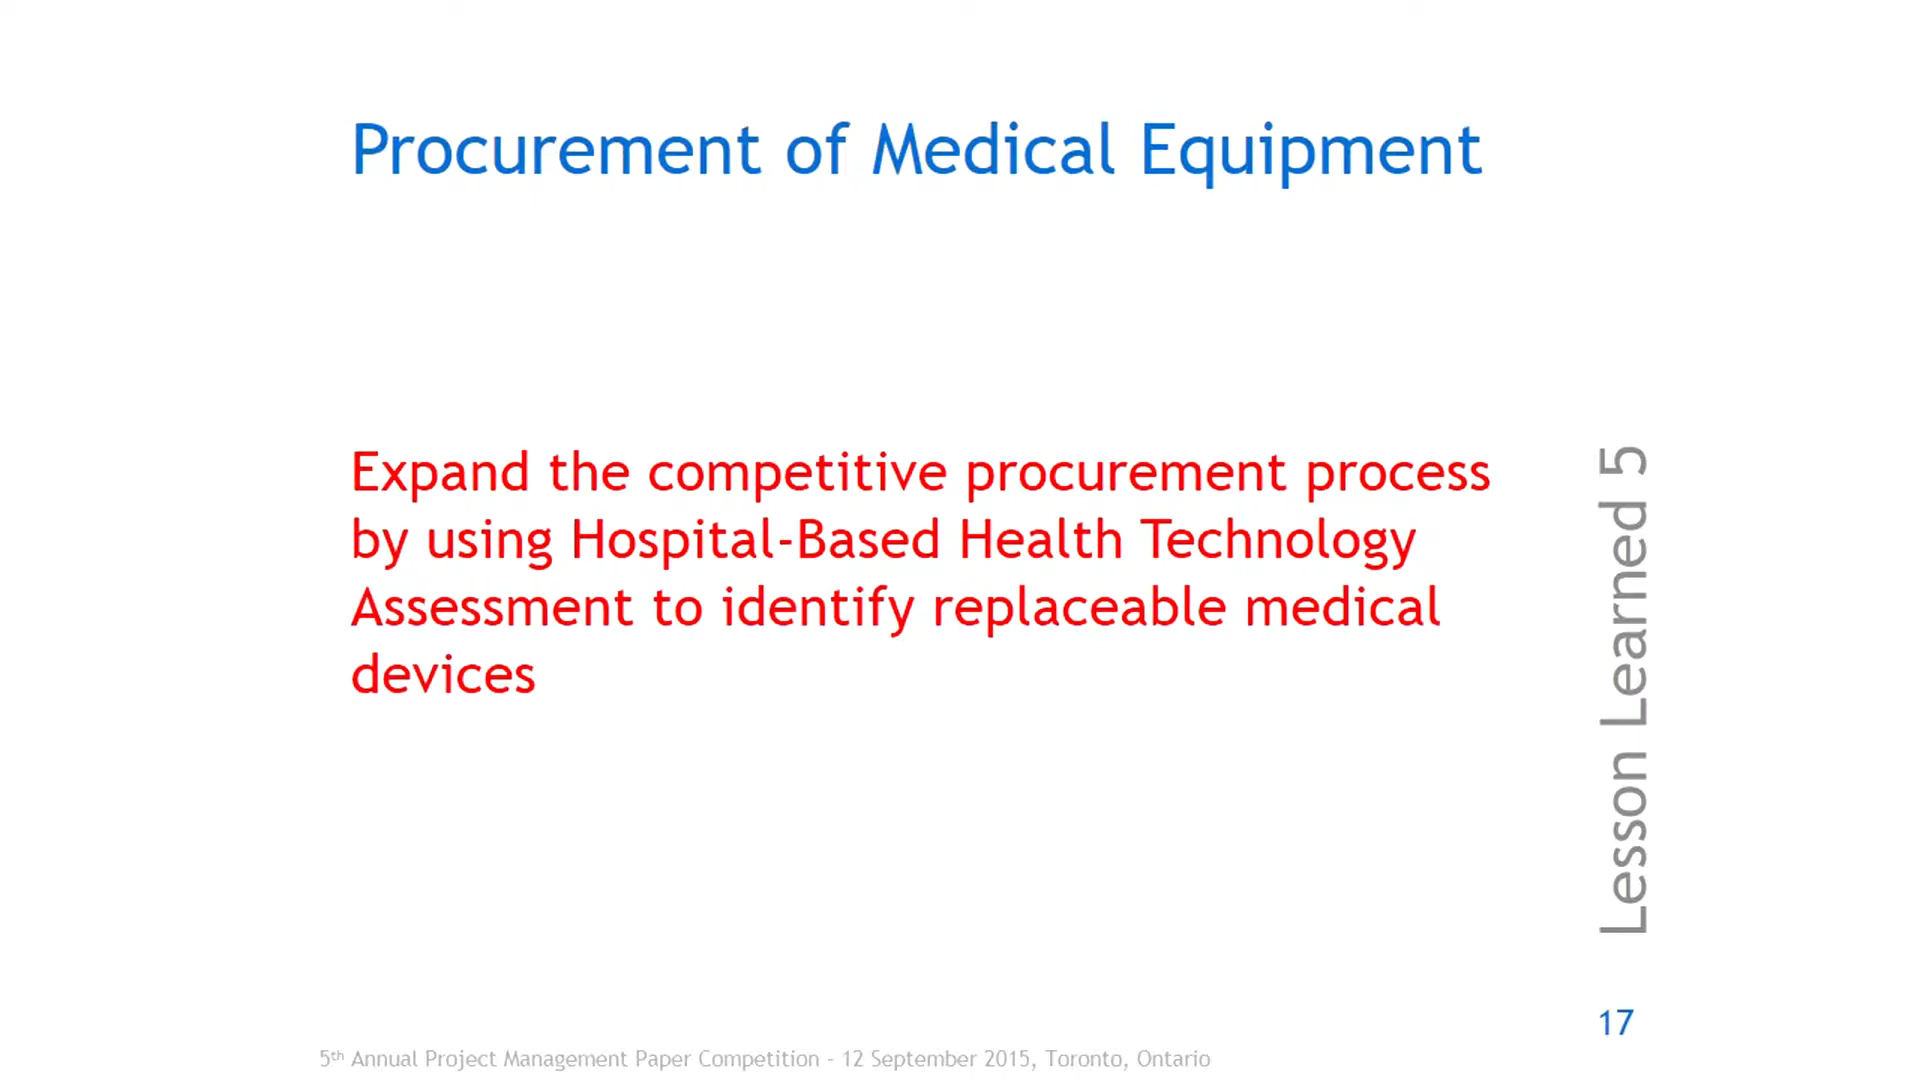 Procurement of Medical Equipment
Expand the competitive procurement process
by using Hospital-Based Health Technology
Assessment to identify replaceable medical
devices
Lesson Learned 5
17
5th Annual Project Management Paper Competition - 12 September 2015, Toronto, Ontario